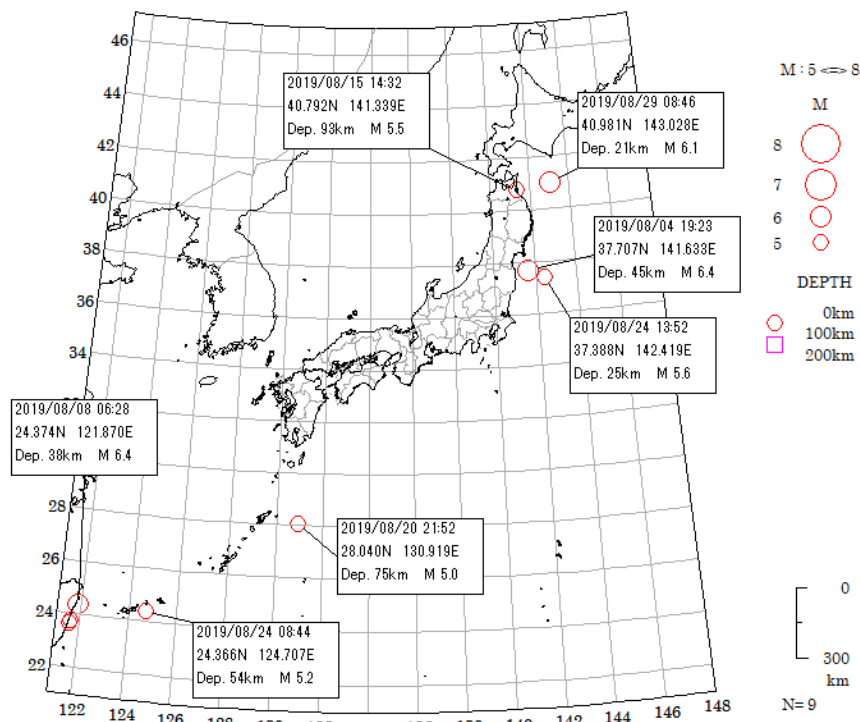 46
44
42
40
38
36
34
28
26
24
22
122
124
126
128
140
142
144
146
148
2019/08/15 14:32
40.792N 141.339E
Dep. 93km M 5.5
2019/08/29 08:46
40.981N 143.028E
Dep. 21km M 6.1
2019/08/04 19:23
37.707N 141.633E
Dep. 45km M 6.4
2019/08/24 13:52
37.388N 142.419E
Dep. 25km M 5.6
2019/08/08 06:28
24.374N 121.870E
Dep. 38km M 6.4
2019/08/20 21:52
28.040N 130.919E
Dep. 75km M 5.0
2019/08/24 08:44
24.366N 124.707E
Dep. 54km M 5.2
M : 5 <=> 8
M
8
7
6
5
DEPTH
0km
100km
200km
0
300
km
N= 9